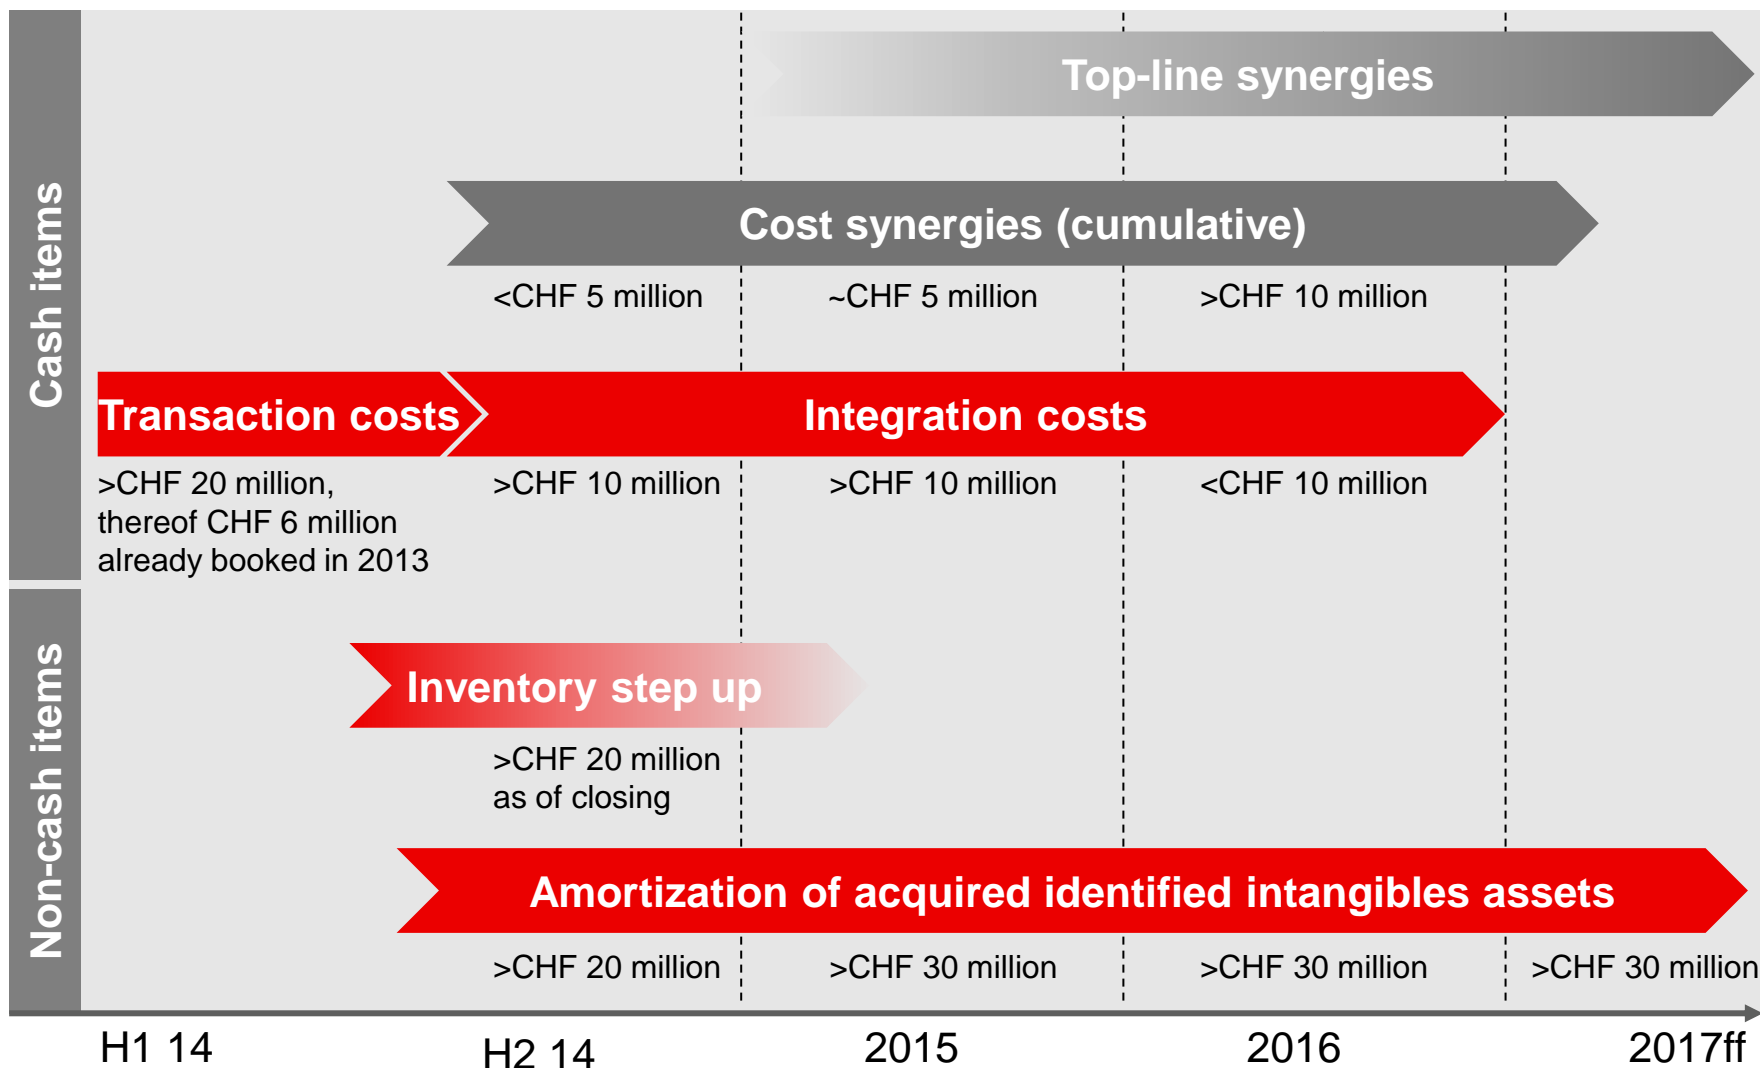 Cash items
Top-line synergies
Cost synergies (cumulative)
<CHF 5 million
~CHF 5 million
>CHF 10 million
Transaction costs
Integration costs
>CHF 20 million,
thereof CHF 6 million
already booked in 2013
>CHF 10 million
>CHF 10 million
<CHF 10 million
Non-cash items
Inventory step up
>CHF 20 million
as of closing
Amortization of acquired identified intangibles assets
>CHF 20 million
>CHF 30 million
>CHF 30 million
>CHF 30 million
H1 14
H2 14
2015
2016
2017ff